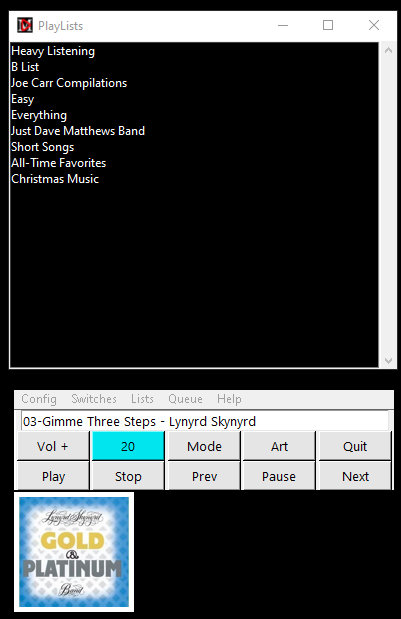 PlayLists
Heavy Listening
B List
Joe Carr Compilations
Easy
Everything
Just Dave Matthews Band
Short Songs
All-Time Favorites
Christmas Music
Config Switches Lists Queue Help
03-Gimme Three Steps - Lynyrd Skynyrd
Vol + 20 Mode Art Quit
Play Stop Prev Pause Next
Lynyrd Skynyrd
GOLD
&
PLATINUM
Band